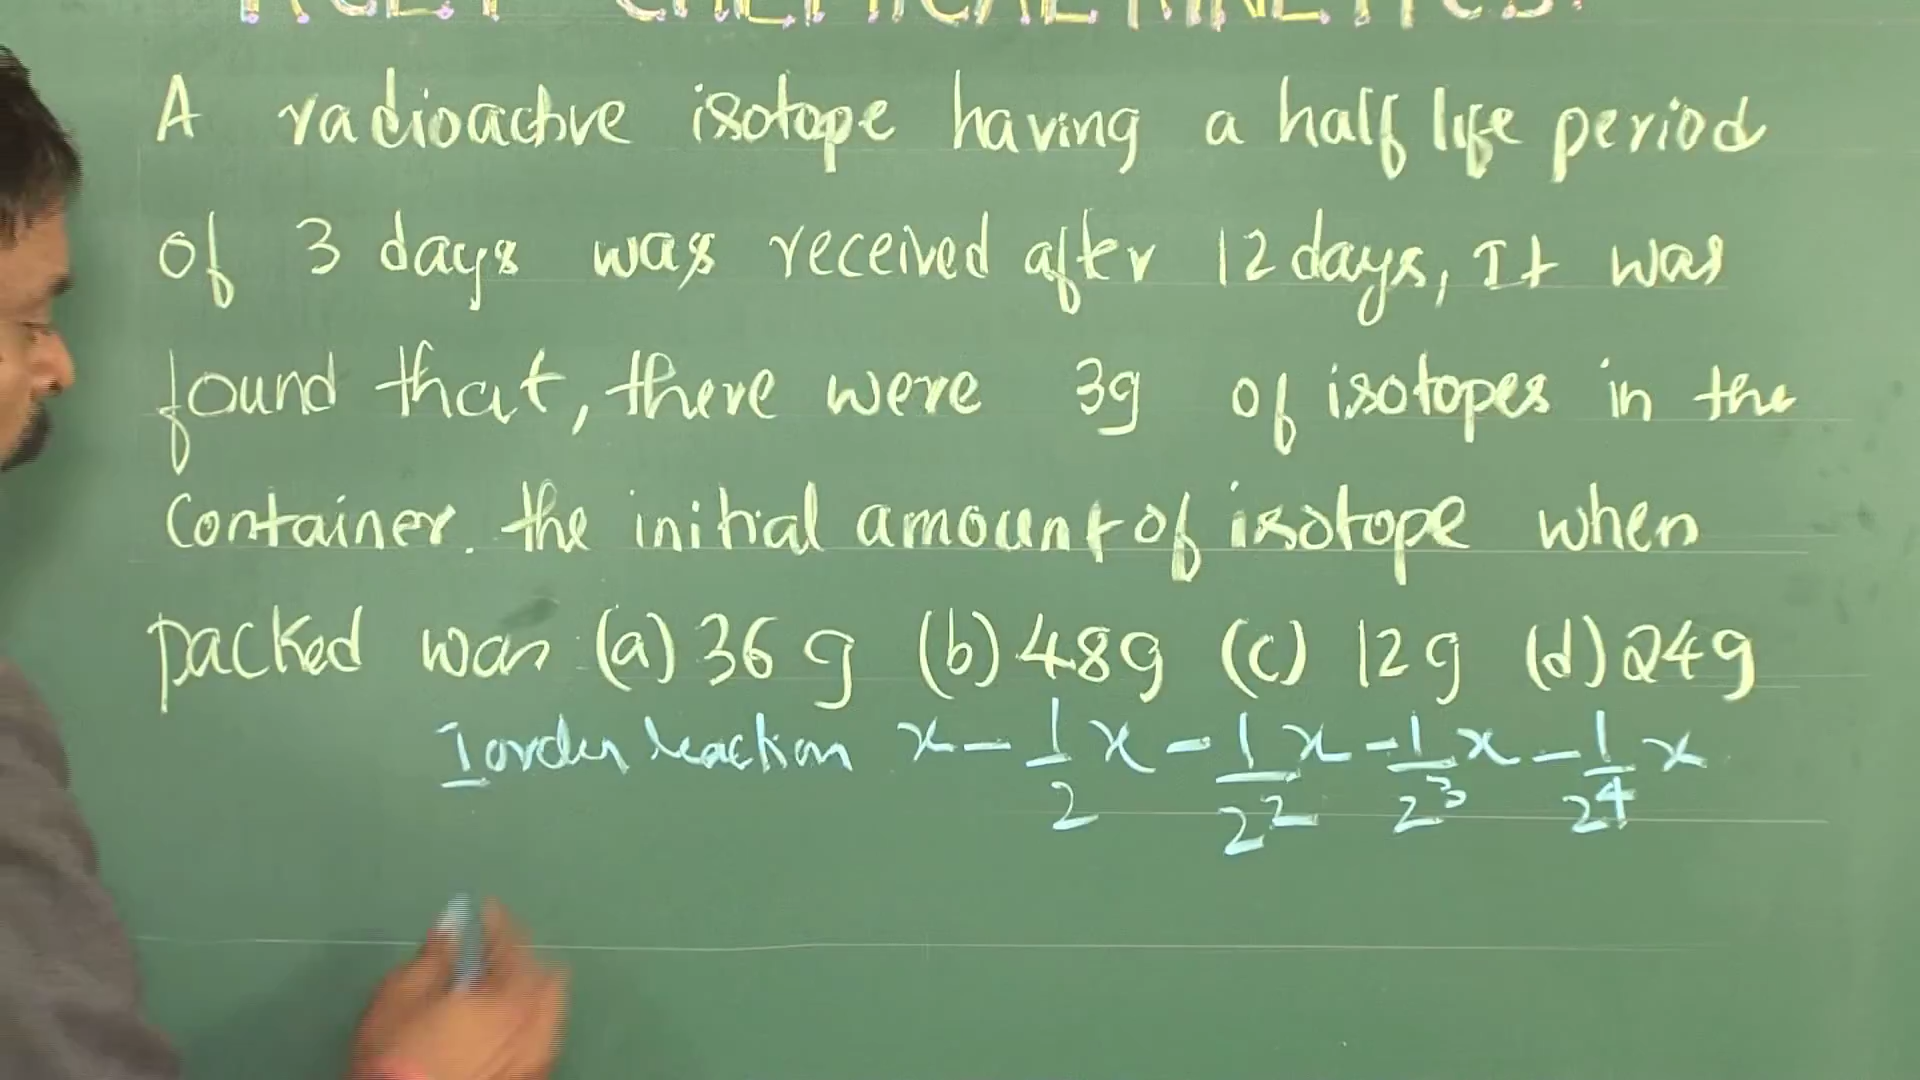 CHEMICAL KINETICS.
A radioactive isotope having a half life period
of 3 days was received after 12 days, It was
found that, there were 3g of isotopes in the
Container. the initial amount of isotope when
packed was (a) 36 g (b) 48g (c) 12g (d) 24g
I order reaction x - 1/2 x - 1/2² x - 1/2³ x - 1/2⁴ x